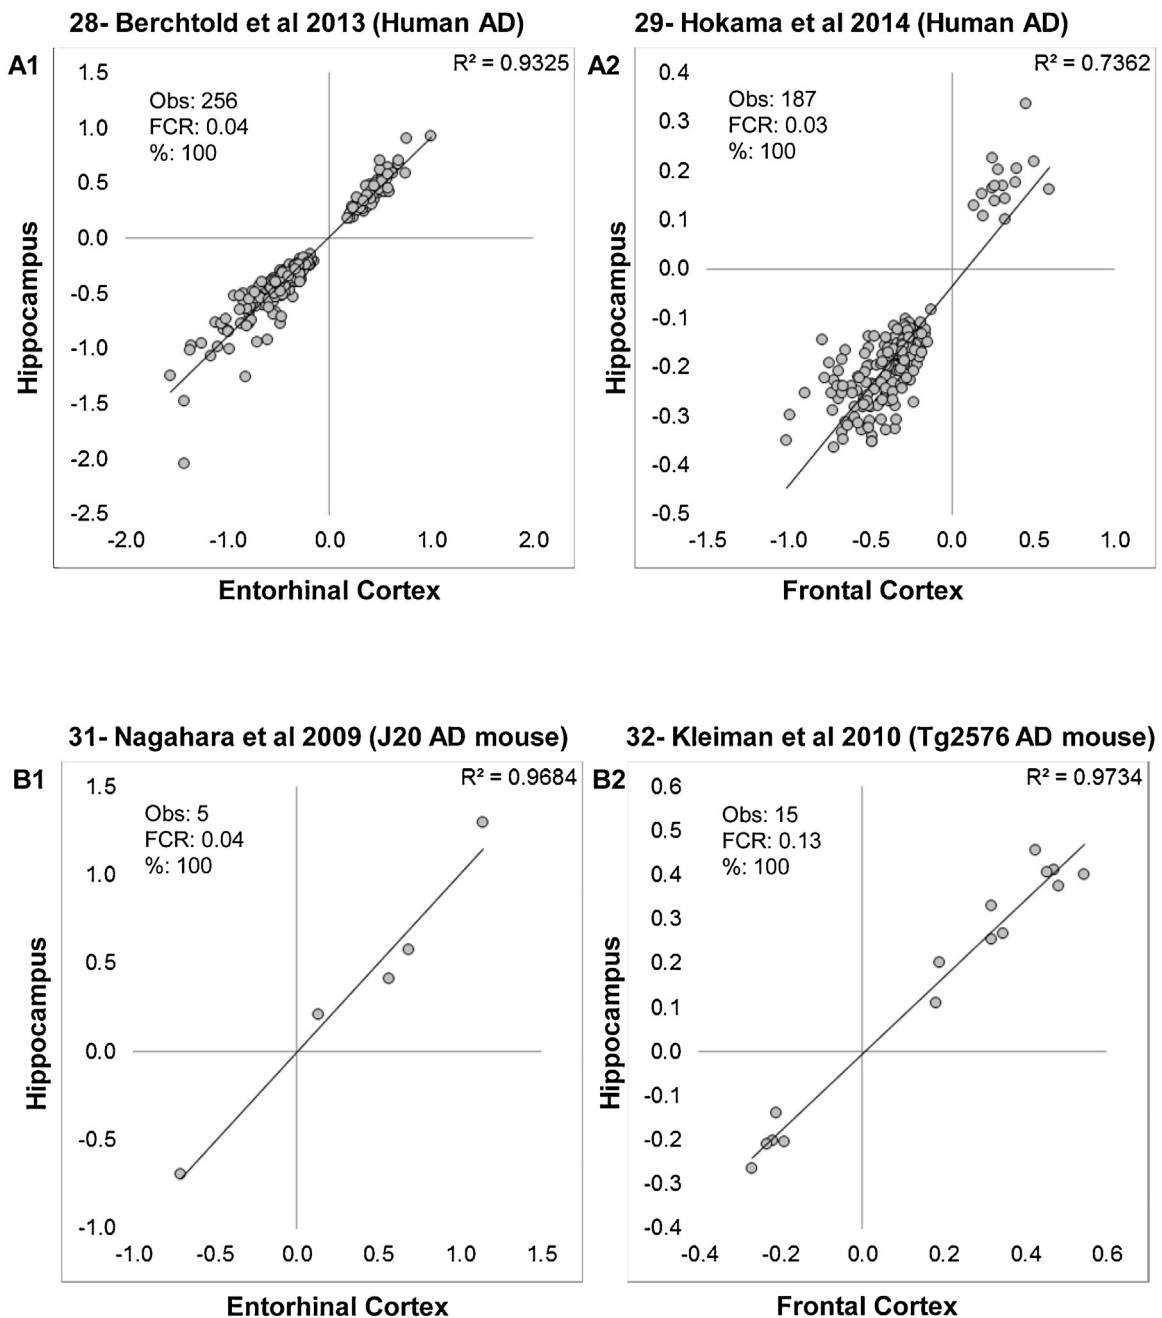 28- Berchtold et al 2013 (Human AD)
A1
R² = 0.9325
1.5
Obs: 256
1.0
FCR: 0.04
%: 100
0.5
0.0
-0.5
-1.0
-1.5
-2.0
-2.5
Hippocampus
-2.0 -1.0 0.0 1.0 2.0
Entorhinal Cortex
29- Hokama et al 2014 (Human AD)
A2
R² = 0.7362
0.4
Obs: 187
0.3
FCR: 0.03
%: 100
0.2
0.1
0.0
-0.1
-0.2
-0.3
-0.4
-0.5
Hippocampus
-1.5 -1.0 -0.5 0.0 0.5 1.0
Frontal Cortex
31- Nagahara et al 2009 (J20 AD mouse)
B1
R² = 0.9684
1.5
Obs: 5
FCR: 0.04
%: 100
1.0
0.5
0.0
-0.5
-1.0
Hippocampus
-1.0 -0.5 0.0 0.5 1.0 1.5
Entorhinal Cortex
32- Kleiman et al 2010 (Tg2576 AD mouse)
B2
R² = 0.9734
0.6
Obs: 15
0.5
FCR: 0.13
%: 100
0.4
0.3
0.2
0.1
0.0
-0.1
-0.2
-0.3
-0.4
Hippocampus
-0.4 -0.2 0.0 0.2 0.4 0.6
Frontal Cortex